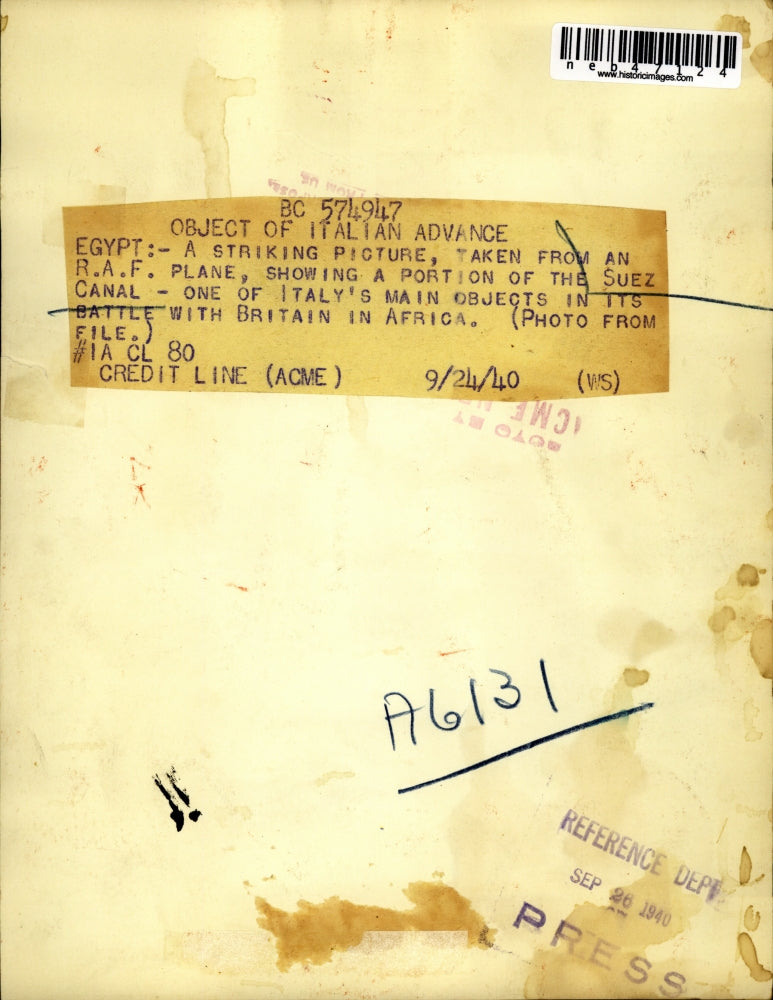 neb47124
www.historicimages.com
FROM US
BC 574947
OBJECT OF ITALIAN ADVANCE
EGYPT:- A STRIKING PICTURE, TAKEN FROM AN
R.A.F. PLANE, SHOWING A PORTION OF THE SUEZ
CANAL - ONE OF ITALY'S MAIN OBJECTS IN ITS
BATTLE WITH BRITAIN IN AFRICA. (PHOTO FROM
FILE.)
#1A CL 80
CREDIT LINE (ACME) 9/24/40 (WS)
A6131
REFERENCE DEPT
SEP 26 1940
PRESS